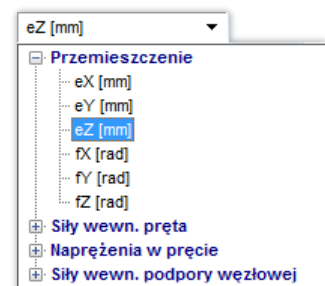 eZ [mm]
Przemieszczenie
eX [mm]
eY [mm]
eZ [mm]
fX [rad]
fY [rad]
fZ [rad]
Siły wewn. pręta
Naprężenia w pręcie
Siły wewn. podpory węzłowej